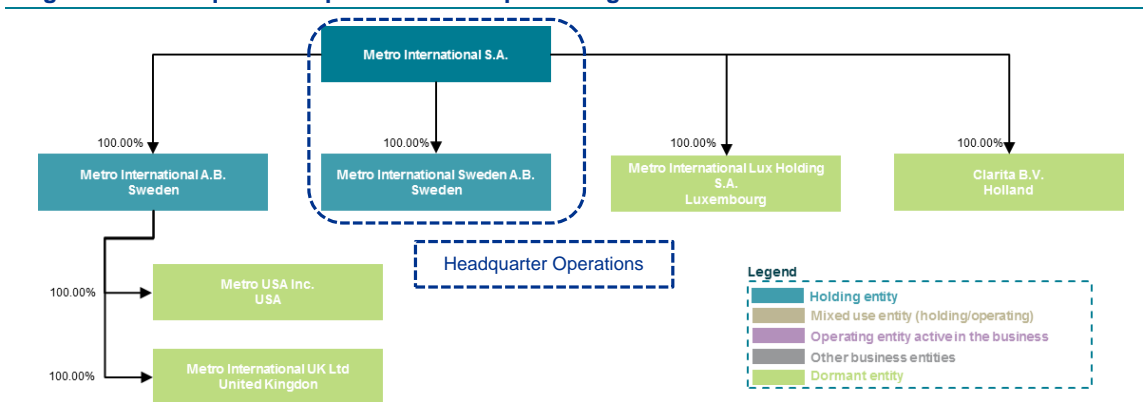 Metro International S.A.
100.00%
100.00%
100.00%
100.00%
Metro International A.B.
Sweden
Metro International Sweden A.B.
Sweden
Metro International Lux Holding
S.A.
Luxembourg
Clarita B.V.
Holland
Headquarter Operations
100.00%
Metro USA Inc.
USA
100.00%
Metro International UK Ltd
United Kingdon
Legend
Holding entity
Mixed use entity (holding/operating)
Operating entity active in the business
Other business entities
Dormant entity